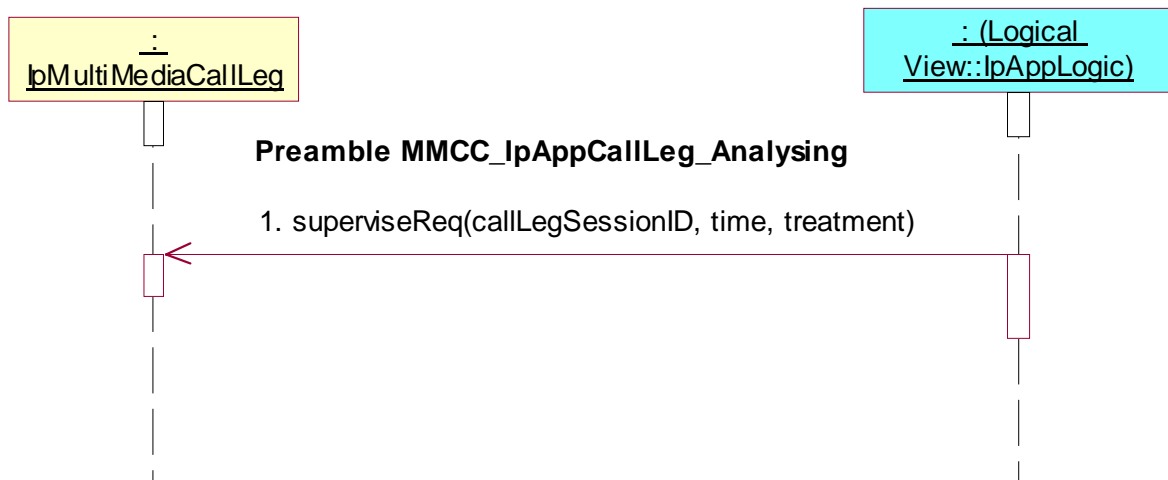 :
IpMultiMediaCallLeg
: (Logical
View::IpAppLogic)
Preamble MMCC_IpAppCallLeg_Analysing
1. superviseReq(callLegSessionID, time, treatment)